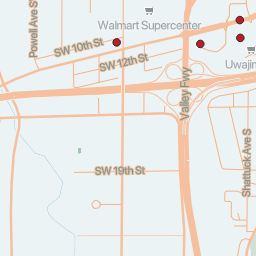 Walmart Supercenter
Powell Ave S
SW 10th St
SW 12th St
Uwajim
Valley Fwy
SW 19th St
Shattuck Ave S